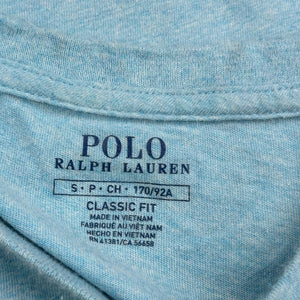 POLO
RALPH LAUREN
S • P • CH • 170/92A
CLASSIC FIT
MADE IN VIETNAM
FABRIQUÉ AU VIÊT NAM
HECHO EN VIETNAM
RN 41381/CA 56658